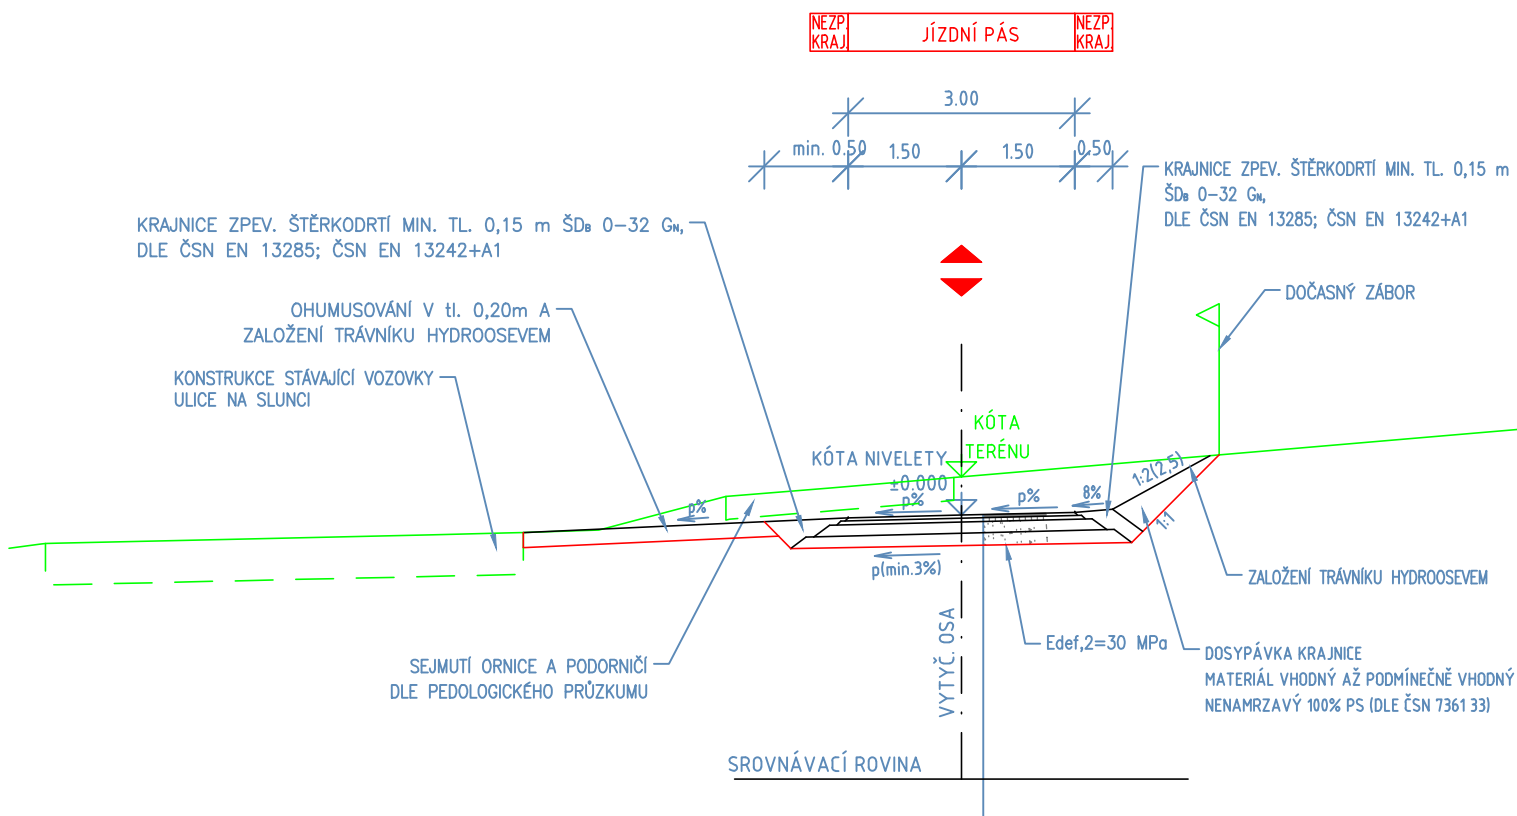 NEZP.
KRAJ.
JÍZDNÍ PÁS
NEZP.
KRAJ.
3.00
min. 0.50
1.50
1.50
0.50
KRAJNICE ZPEV. ŠTĚRKODRTÍ MIN. TL. 0,15 m
ŠDB 0-32 GN,
DLE ČSN EN 13285; ČSN EN 13242+A1
KRAJNICE ZPEV. ŠTĚRKODRTÍ MIN. TL. 0,15 m ŠDB 0-32 GN,
DLE ČSN EN 13285; ČSN EN 13242+A1
DOČASNÝ ZÁBOR
OHUMUSOVÁNÍ V tl. 0,20m A
ZALOŽENÍ TRÁVNÍKU HYDROOSEVEM
KONSTRUKCE STÁVAJÍCÍ VOZOVKY
ULICE NA SLUNCI
KÓTA
TERÉNU
KÓTA NIVELETY
±0.000
1:2(2,5)
p%
p%
p%
8%
1:1
p(min.3%)
ZALOŽENÍ TRÁVNÍKU HYDROOSEVEM
Edef,2=30 MPa
VYTYČ. OSA
SEJMUTÍ ORNICE A PODORNIČÍ
DLE PEDOLOGICKÉHO PRŮZKUMU
DOSYPÁVKA KRAJNICE
MATERIÁL VHODNÝ AŽ PODMÍNEČNĚ VHODNÝ
NENAMRZAVÝ 100% PS (DLE ČSN 736133)
SROVNÁVACÍ ROVINA